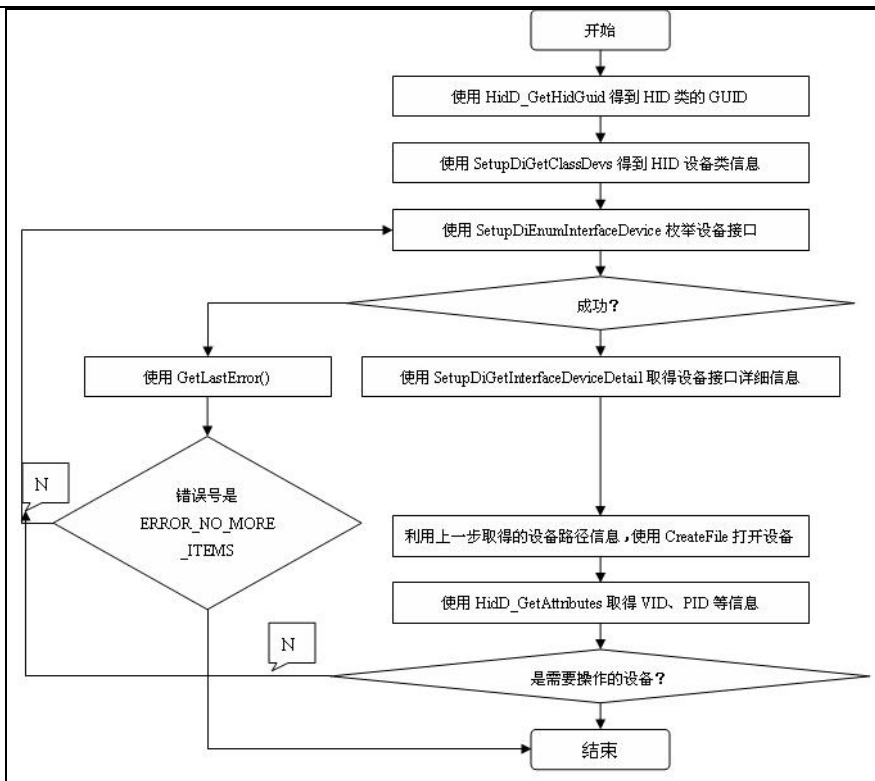 开始
使用 HidD_GetHidGuid 得到 HID 类的 GUID
使用 SetupDiGetClassDevs 得到 HID 设备类信息
使用 SetupDiEnumInterfaceDevice 枚举设备接口
成功？
使用 GetLastError()
使用 SetupDiGetInterfaceDeviceDetail 取得设备接口详细信息
N
错误号是
ERROR_NO_MORE
_ITEMS
利用上一步取得的设备路径信息，使用 CreateFile 打开设备
使用 HidD_GetAttributes 取得 VID、PID 等信息
N
是需要操作的设备？
结束